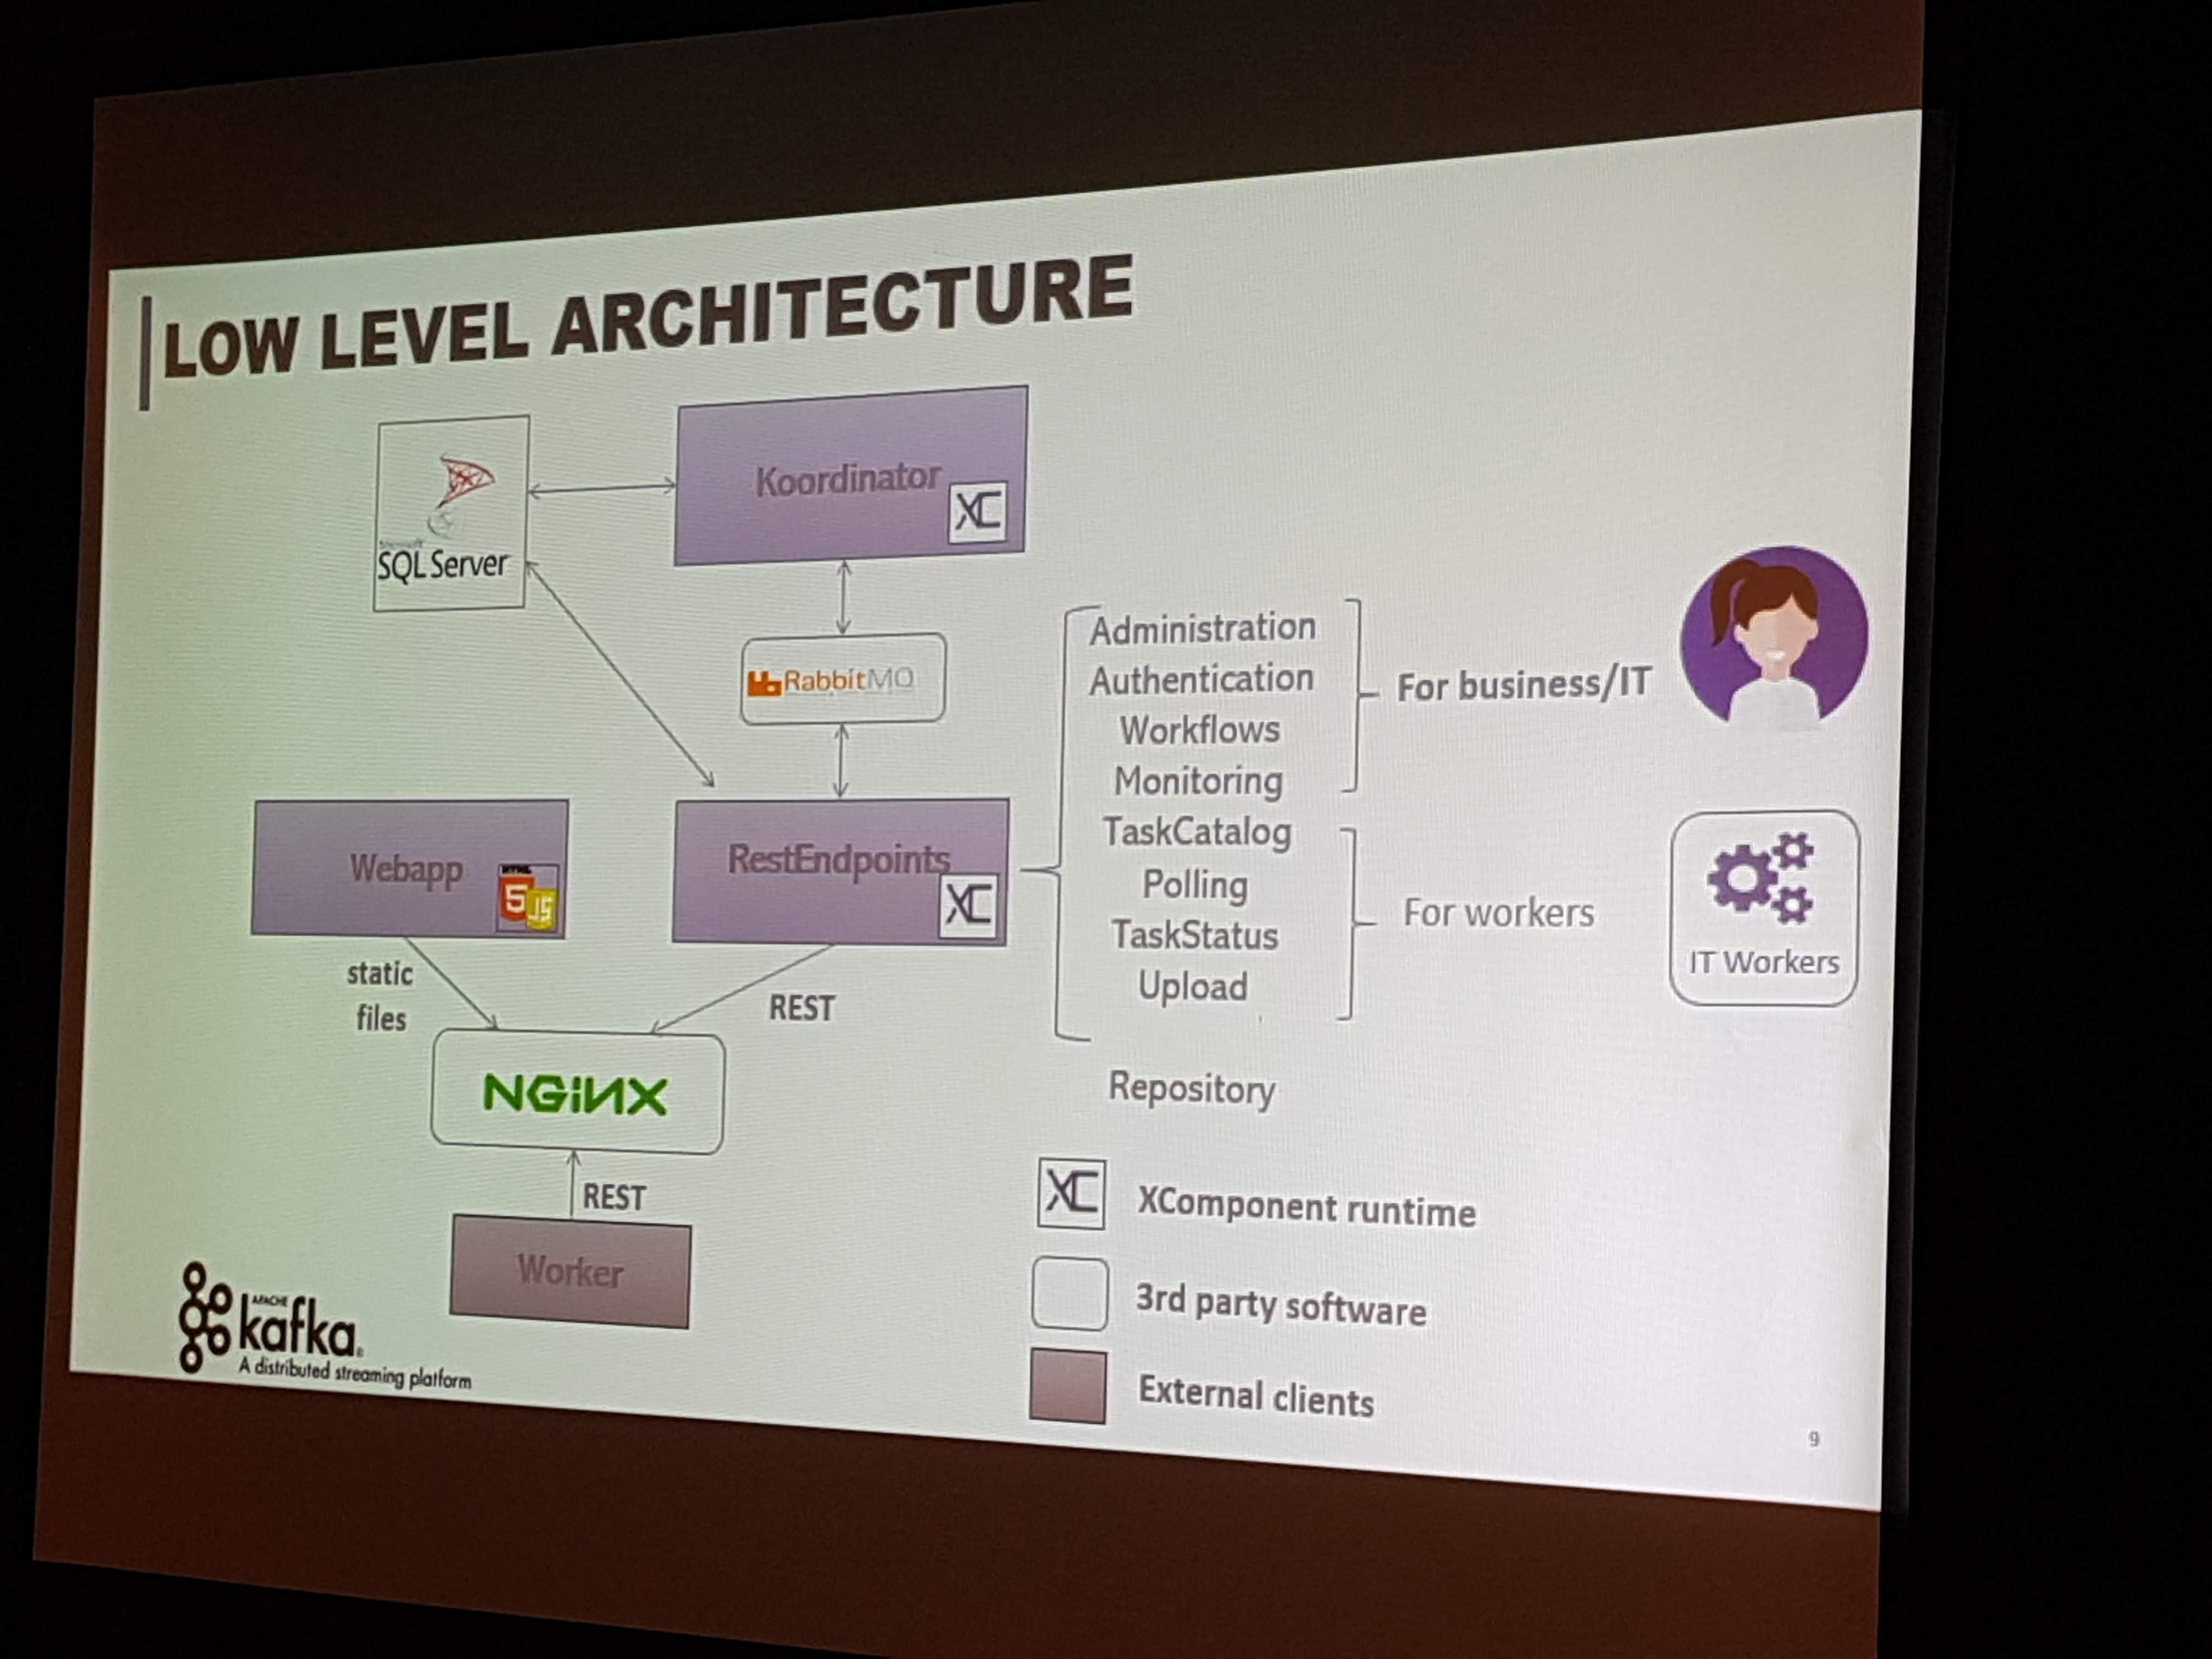 LOW LEVEL ARCHITECTURE
Koordinator
XC
Microsoft
SQL Server
RabbitMQ
Webapp
HTML
5
JS
RestEndpoints
XC
static
files
REST
NGiNX
REST
Worker
APACHE
kafka®
A distributed streaming platform
Administration
Authentication
Workflows
Monitoring
TaskCatalog
Polling
TaskStatus
Upload
Repository
For business/IT
For workers
IT Workers
XC
XComponent runtime
3rd party software
External clients
9